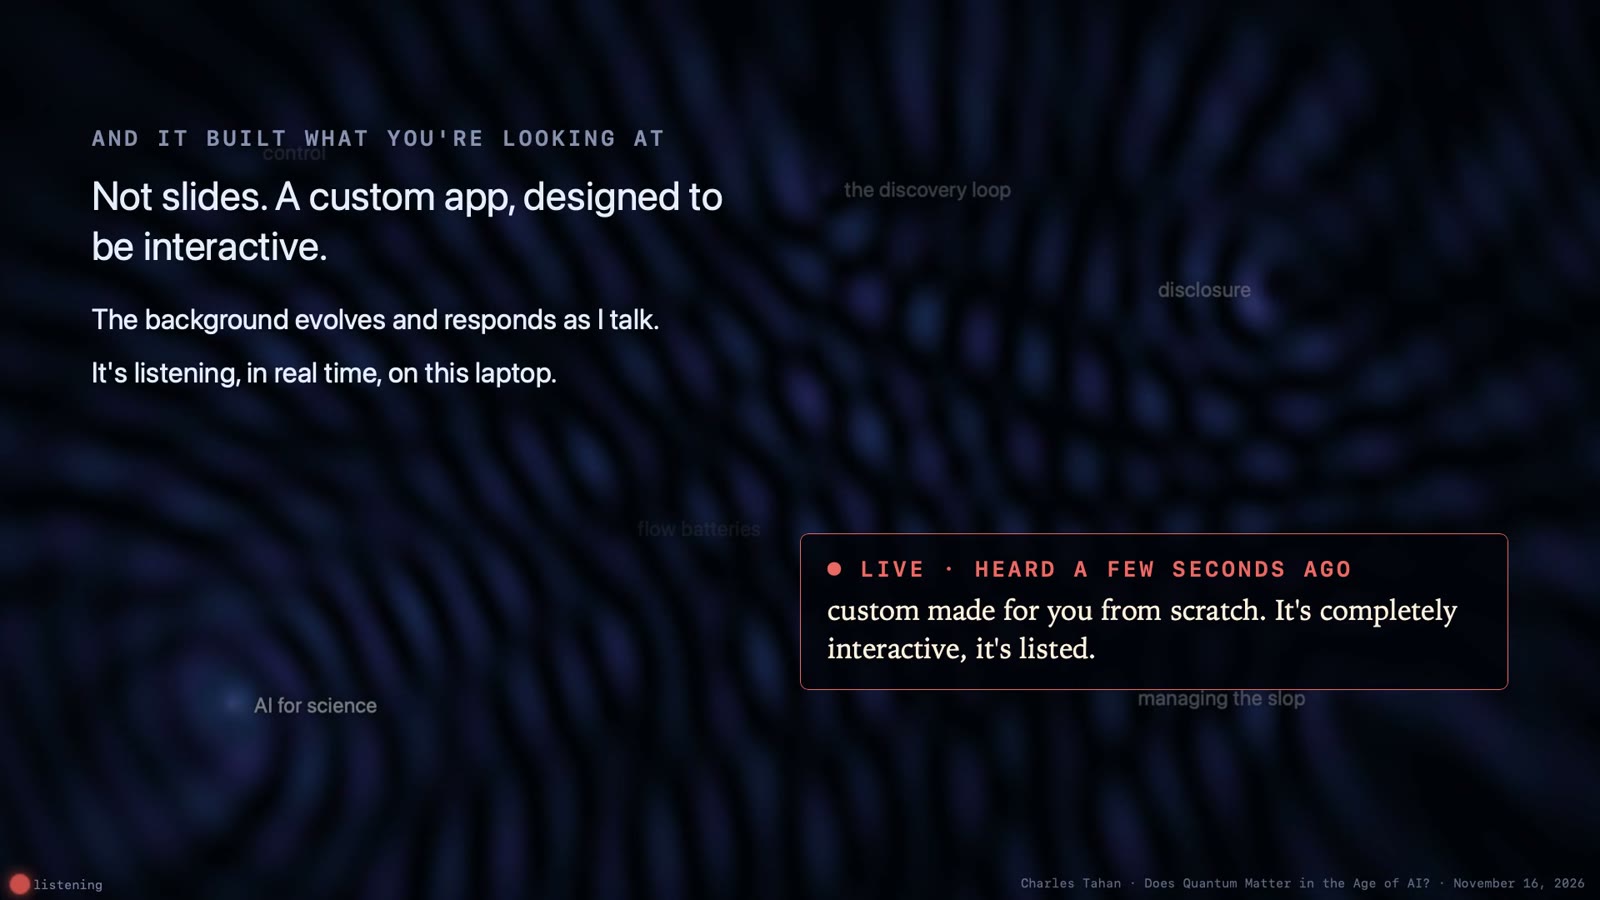 AND IT BUILT WHAT YOU'RE LOOKING AT
control
Not slides. A custom app, designed to
be interactive.
the discovery loop
disclosure
The background evolves and responds as I talk.
It's listening, in real time, on this laptop.
flow batteries
LIVE · HEARD A FEW SECONDS AGO
custom made for you from scratch. It's completely
interactive, it's listed.
managing the slop
AI for science
listening
Charles Tahan · Does Quantum Matter in the Age of AI? · November 16, 2026